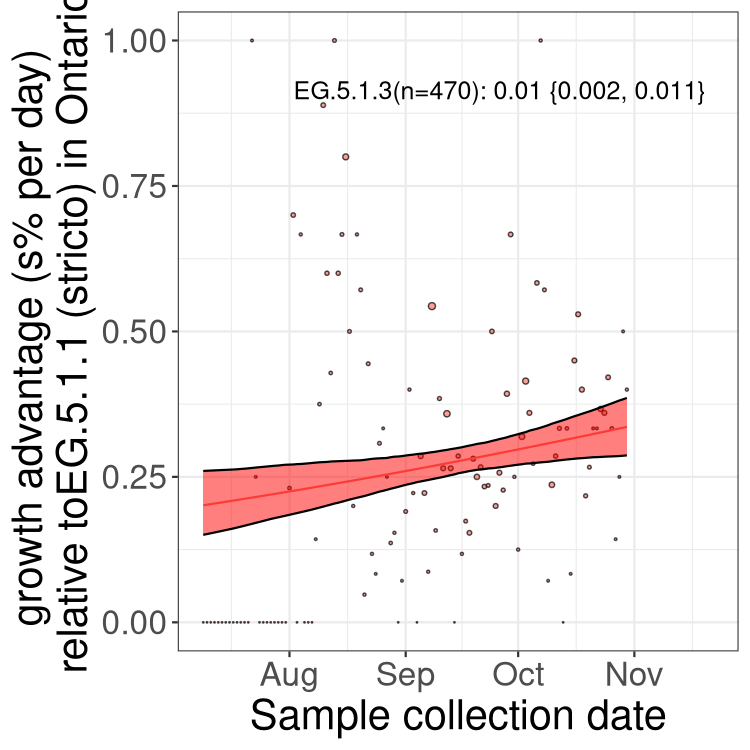 growth advantage (s% per day)
relative toEG.5.1.1 (stricto) in Ontario
1.00
0.75
0.50
0.25
0.00
EG.5.1.3(n=470): 0.01 {0.002, 0.011}
Aug
Sep
Oct
Nov
Sample collection date